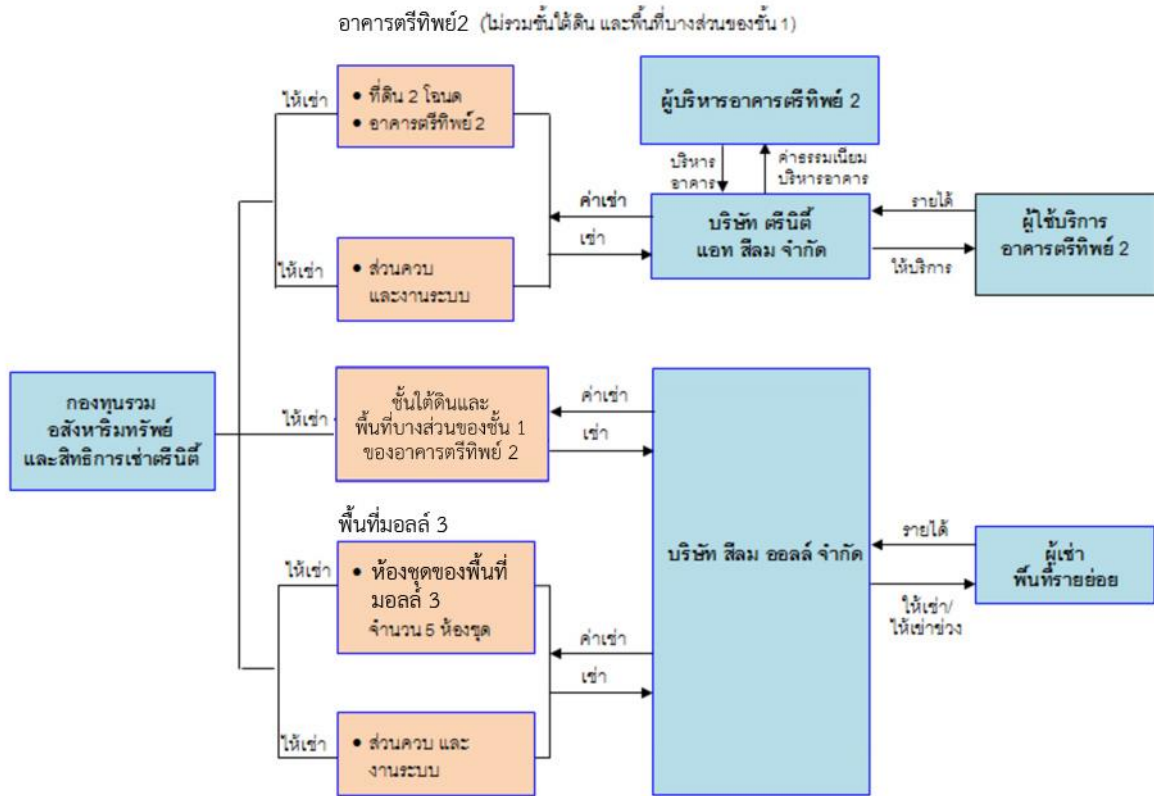 อาคารตรีทิพย์2 (ไม่รวมชั้นใต้ดิน และพื้นที่บางส่วนของชั้น 1)
ให้เช่า
• ที่ดิน 2 โฉนด
• อาคารตรีทิพย์ 2
ผู้บริหารอาคารตรีทิพย์ 2
บริหาร
อาคาร
ค่าธรรมเนียม
บริหารอาคาร
ค่าเช่า
เช่า
บริษัท ตรีนิตี้
แอท สีลม จำกัด
รายได้
ให้บริการ
ผู้ใช้บริการ
อาคารตรีทิพย์ 2
ให้เช่า
• ส่วนควบ
และงานระบบ
กองทุนรวม
อสังหาริมทรัพย์
และสิทธิการเช่าตรีนิตี้
ให้เช่า
ชั้นใต้ดินและ
พื้นที่บางส่วนของชั้น 1
ของอาคารตรีทิพย์ 2
ค่าเช่า
เช่า
พื้นที่มอลล์ 3
ให้เช่า
• ห้องชุดของพื้นที่
มอลล์ 3
จำนวน 5 ห้องชุด
ค่าเช่า
เช่า
บริษัท สีลม ออลล์ จำกัด
รายได้
ให้เช่า/
ให้เช่าช่วง
ผู้เช่า
พื้นที่รายย่อย
ให้เช่า
• ส่วนควบ และ
งานระบบ